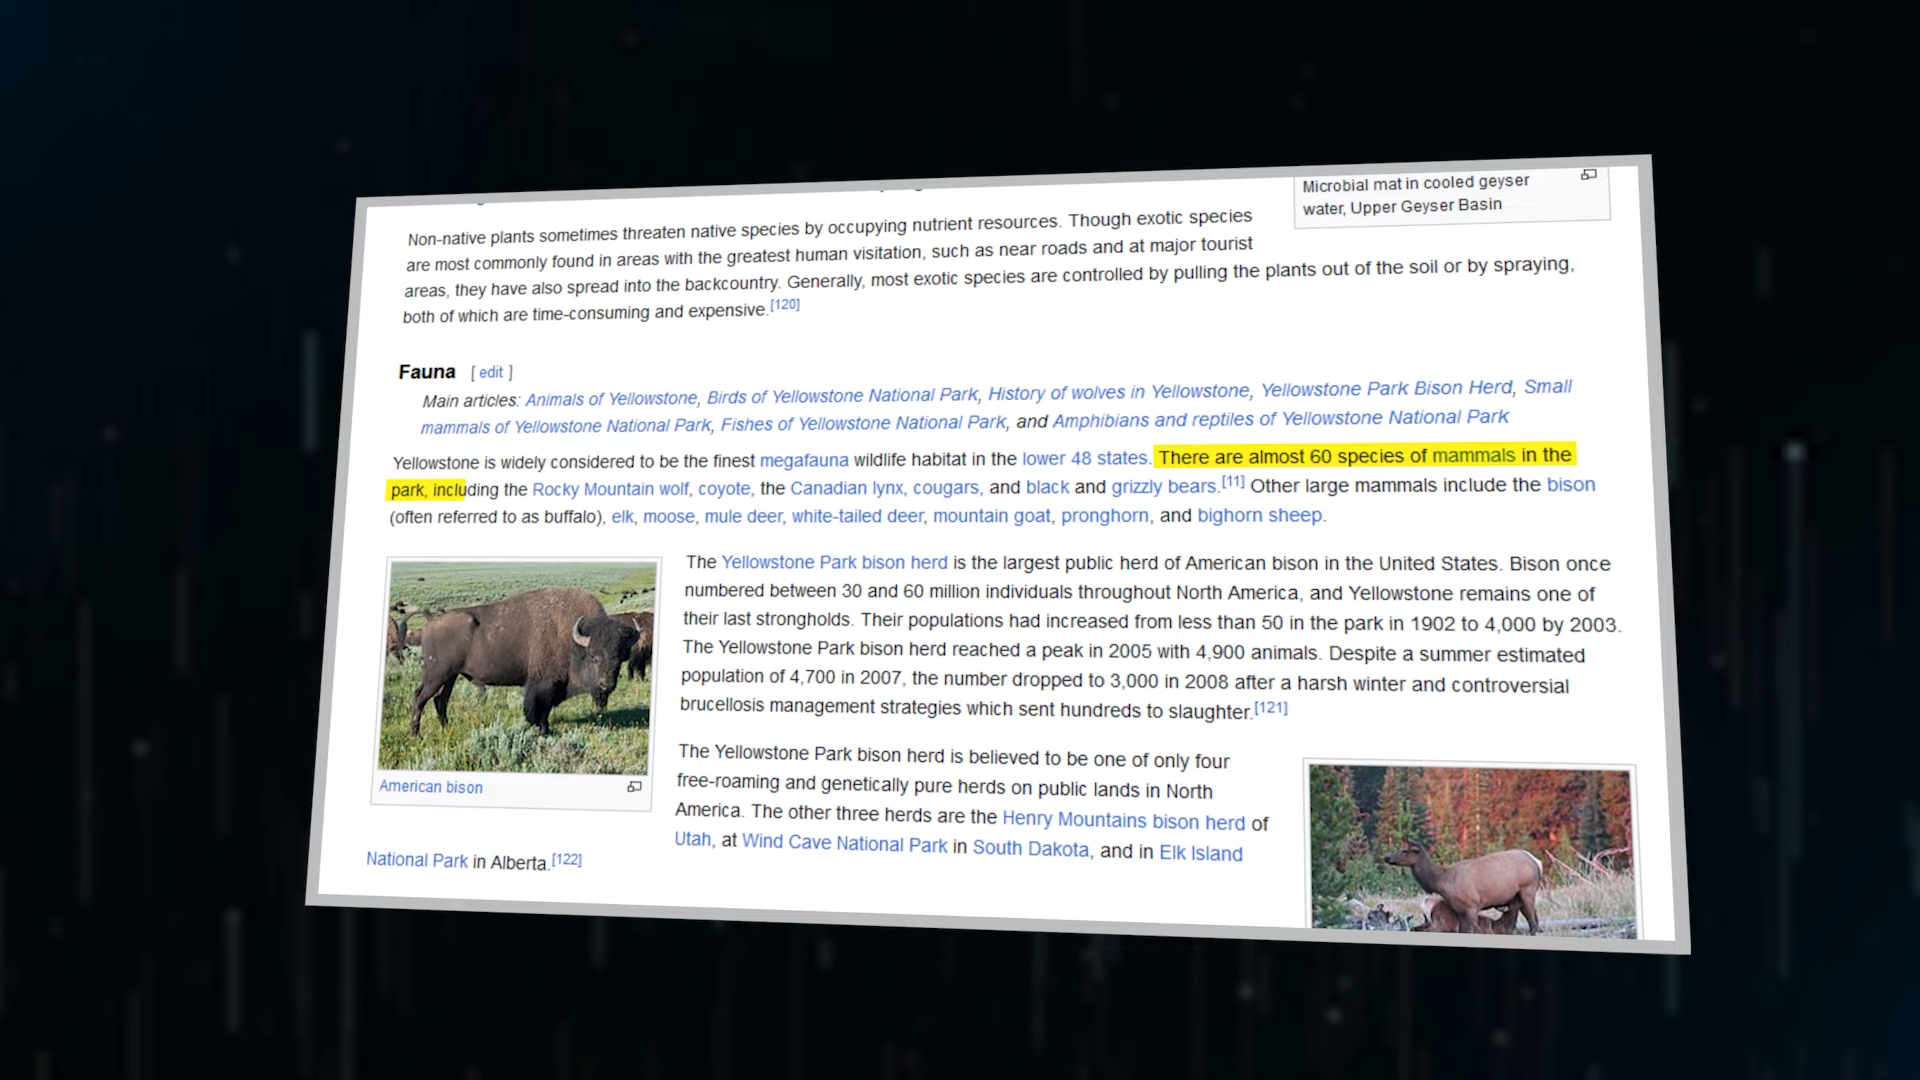 Microbial mat in cooled geyser
water, Upper Geyser Basin
Non-native plants sometimes threaten native species by occupying nutrient resources. Though exotic species
are most commonly found in areas with the greatest human visitation, such as near roads and at major tourist
areas, they have also spread into the backcountry. Generally, most exotic species are controlled by pulling the plants out of the soil or by spraying,
both of which are time-consuming and expensive.[120]
Fauna [ edit ]
Main articles: Animals of Yellowstone, Birds of Yellowstone National Park, History of wolves in Yellowstone, Yellowstone Park Bison Herd, Small
mammals of Yellowstone National Park, Fishes of Yellowstone National Park, and Amphibians and reptiles of Yellowstone National Park
Yellowstone is widely considered to be the finest megafauna wildlife habitat in the lower 48 states. There are almost 60 species of mammals in the
park, including the Rocky Mountain wolf, coyote, the Canadian lynx, cougars, and black and grizzly bears.[11] Other large mammals include the bison
(often referred to as buffalo), elk, moose, mule deer, white-tailed deer, mountain goat, pronghorn, and bighorn sheep.
The Yellowstone Park bison herd is the largest public herd of American bison in the United States. Bison once
numbered between 30 and 60 million individuals throughout North America, and Yellowstone remains one of
their last strongholds. Their populations had increased from less than 50 in the park in 1902 to 4,000 by 2003.
The Yellowstone Park bison herd reached a peak in 2005 with 4,900 animals. Despite a summer estimated
population of 4,700 in 2007, the number dropped to 3,000 in 2008 after a harsh winter and controversial
brucellosis management strategies which sent hundreds to slaughter.[121]
American bison
The Yellowstone Park bison herd is believed to be one of only four
free-roaming and genetically pure herds on public lands in North
America. The other three herds are the Henry Mountains bison herd of
Utah, at Wind Cave National Park in South Dakota, and in Elk Island
National Park in Alberta.[122]